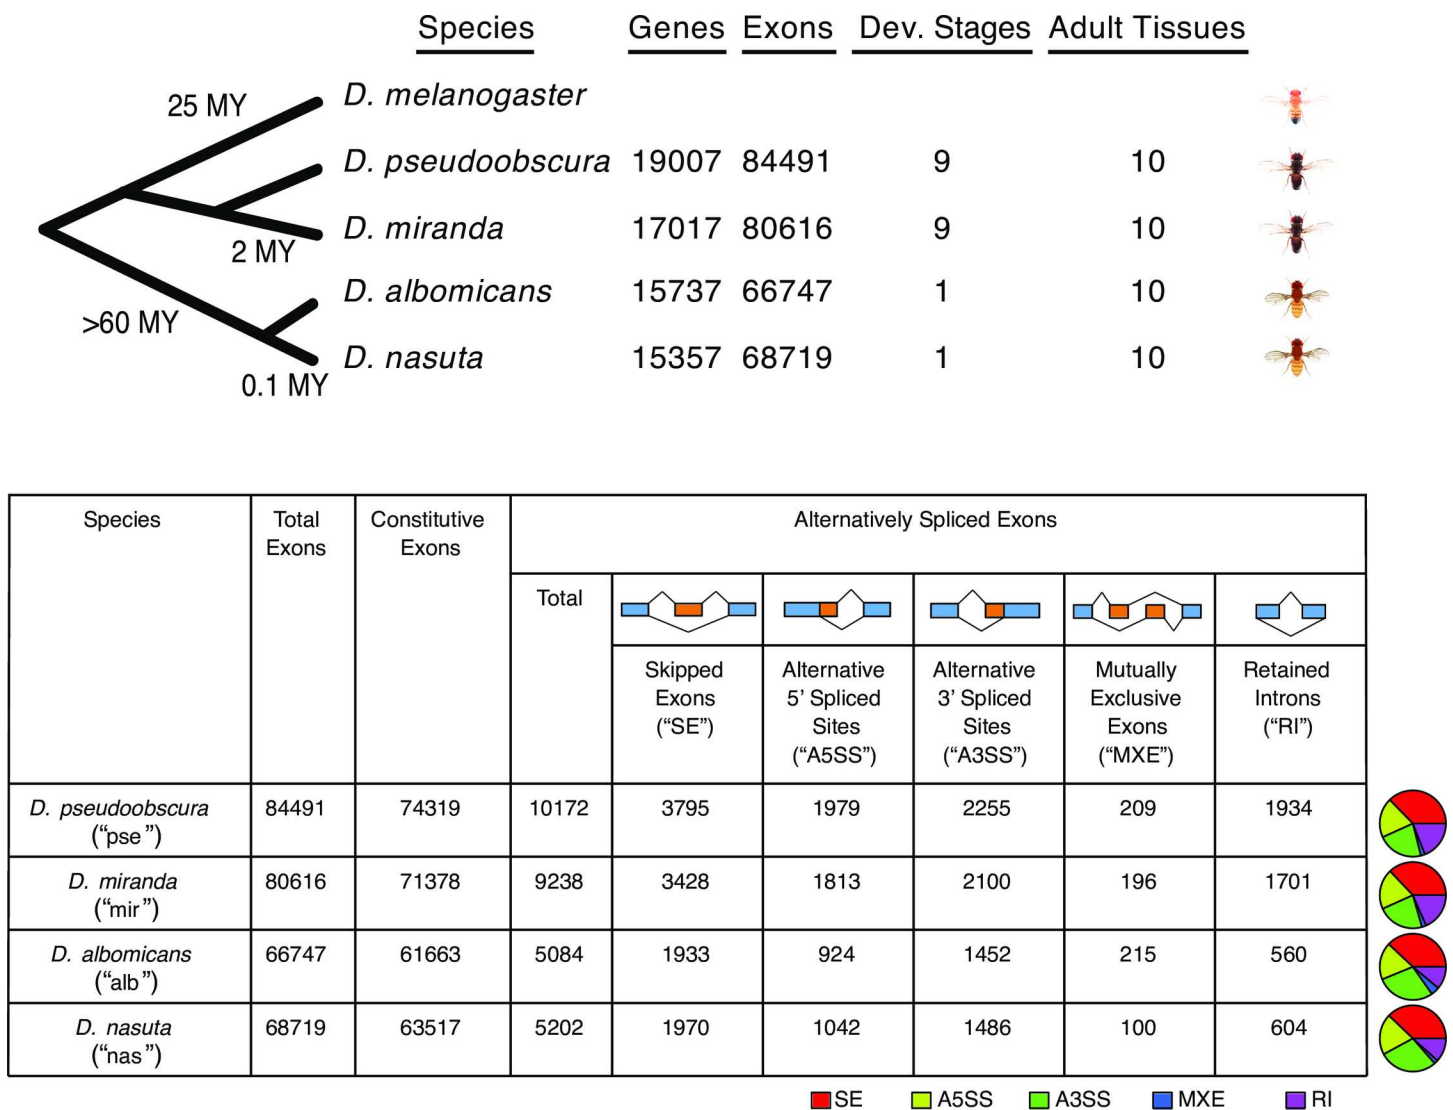 Species Genes Exons Dev. Stages Adult Tissues
25 MY
D. melanogaster
D. pseudoobscura 19007 84491 9 10
D. miranda 17017 80616 9 10
2 MY
D. albomicans 15737 66747 1 10
>60 MY
D. nasuta 15357 68719 1 10
0.1 MY
Species Total Exons Constitutive Exons Alternatively Spliced Exons
Total
Skipped Exons (“SE”) Alternative 5’ Spliced Sites (“A5SS”) Alternative 3’ Spliced Sites (“A3SS”) Mutually Exclusive Exons (“MXE”) Retained Introns (“RI”)
D. pseudoobscura 84491 74319 10172 3795 1979 2255 209 1934
(“pse”)
D. miranda 80616 71378 9238 3428 1813 2100 196 1701
(“mir”)
D. albomicans 66747 61663 5084 1933 924 1452 215 560
(“alb”)
D. nasuta 68719 63517 5202 1970 1042 1486 100 604
(“nas”)
SE A5SS A3SS MXE RI